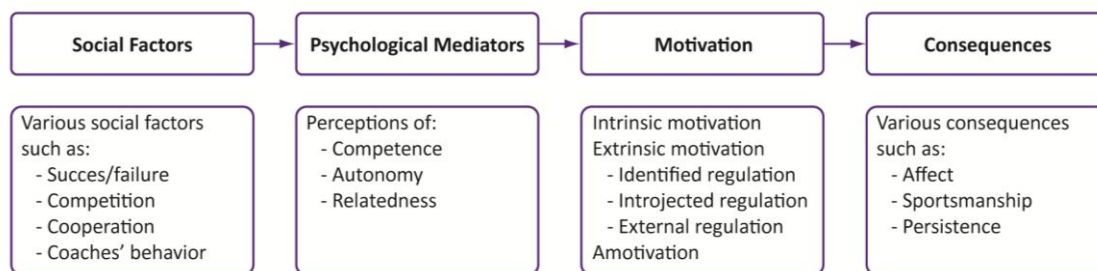 Social Factors
Psychological Mediators
Motivation
Consequences
Various social factors
such as:
- Succes/failure
- Competition
- Cooperation
- Coaches’ behavior
Perceptions of:
- Competence
- Autonomy
- Relatedness
Intrinsic motivation
Extrinsic motivation
- Identified regulation
- Introjected regulation
- External regulation
Amotivation
Various consequences
such as:
- Affect
- Sportsmanship
- Persistence